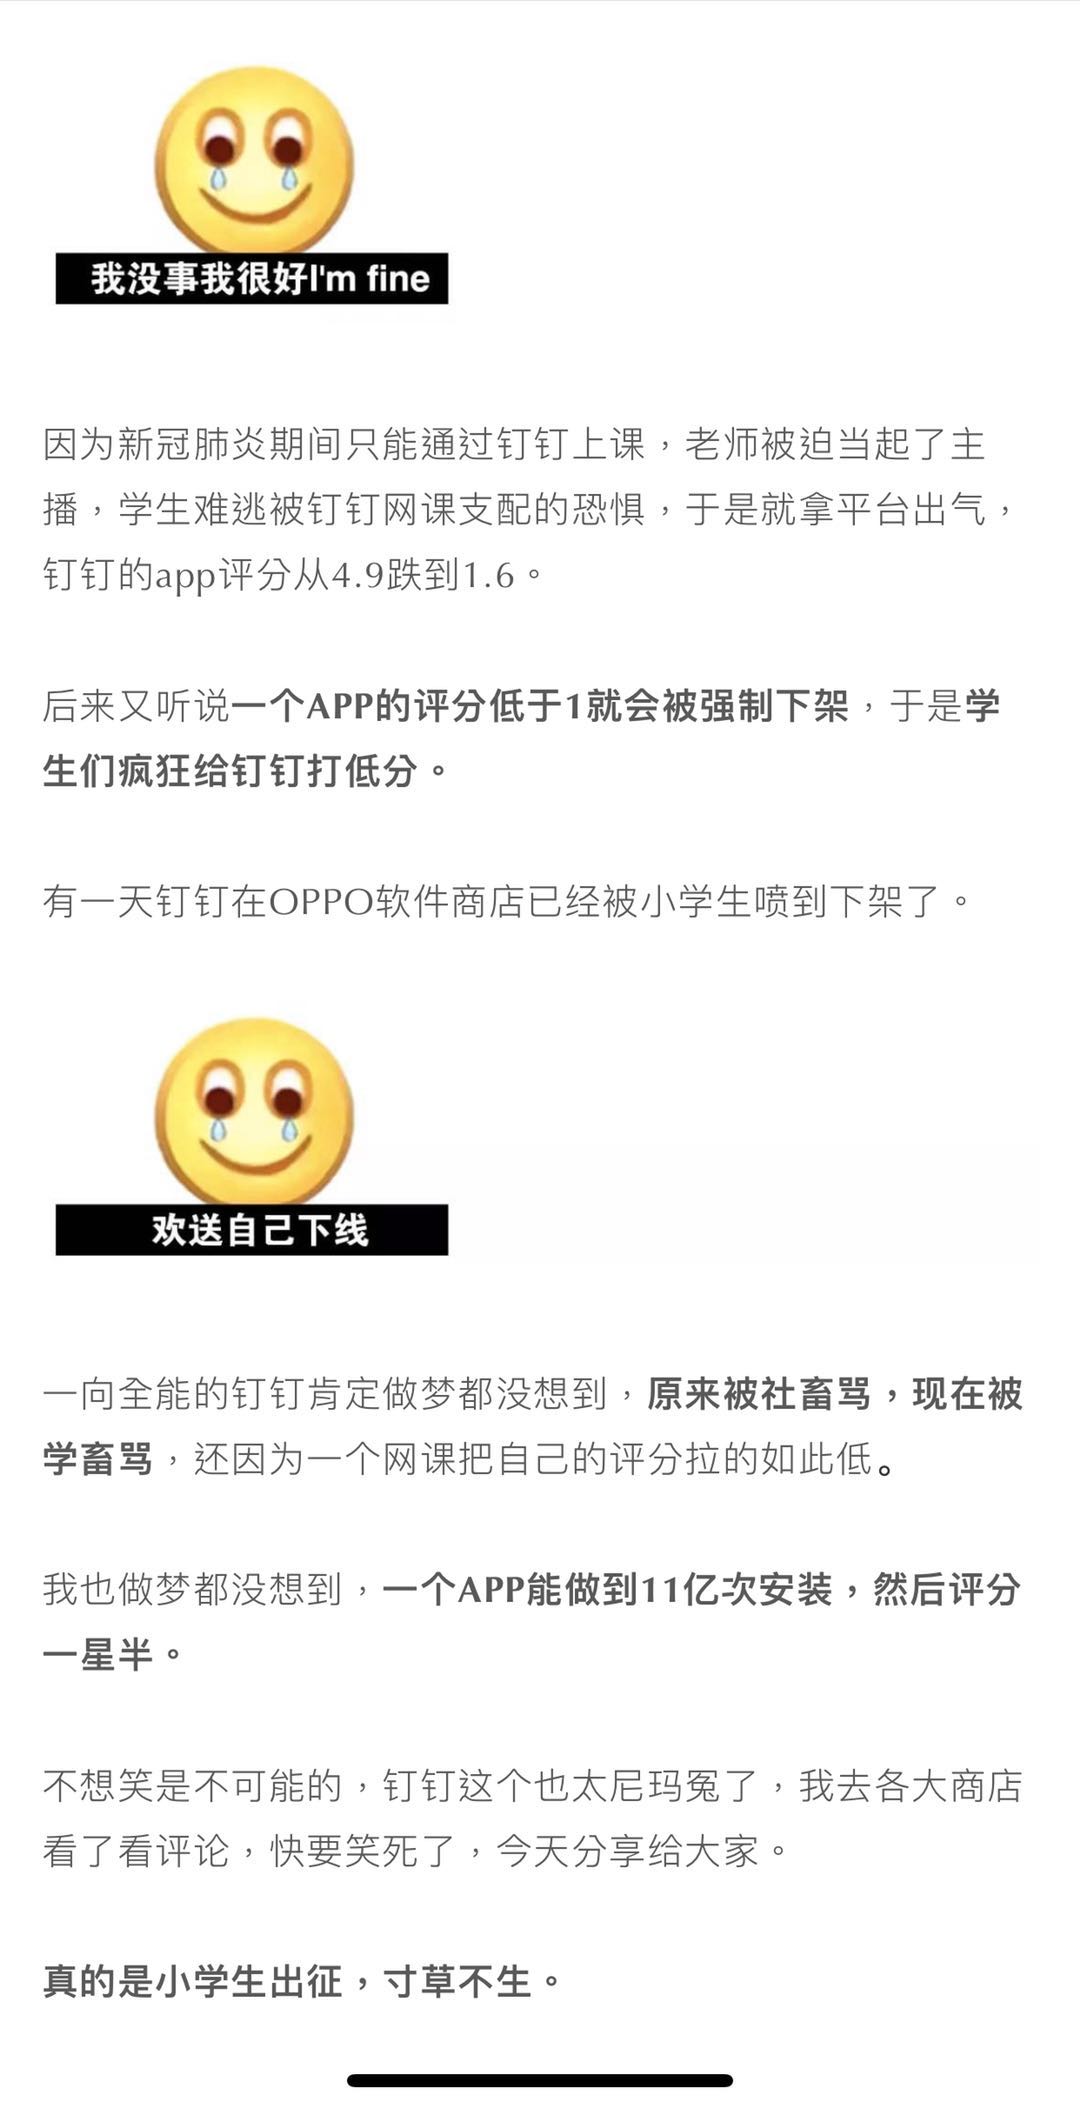 我没事我很好I'm fine
因为新冠肺炎期间只能通过钉钉上课，老师被迫当起了主
播，学生难逃被钉钉网课支配的恐惧，于是就拿平台出气，
钉钉的app评分从4.9跌到1.6。
后来又听说一个APP的评分低于1就会被强制下架，于是学
生们疯狂给钉钉打低分。
有一天钉钉在OPPO软件商店已经被小学生喷到下架了。
欢送自己下线
一向全能的钉钉肯定做梦都没想到，原来被社畜骂，现在被
学畜骂，还因为一个网课把自己的评分拉的如此低。
我也做梦都没想到，一个APP能做到11亿次安装，然后评分
一星半。
不想笑是不可能的，钉钉这个也太尼玛冤了，我去各大商店
看了看评论，快要笑死了，今天分享给大家。
真的是小学生出征，寸草不生。